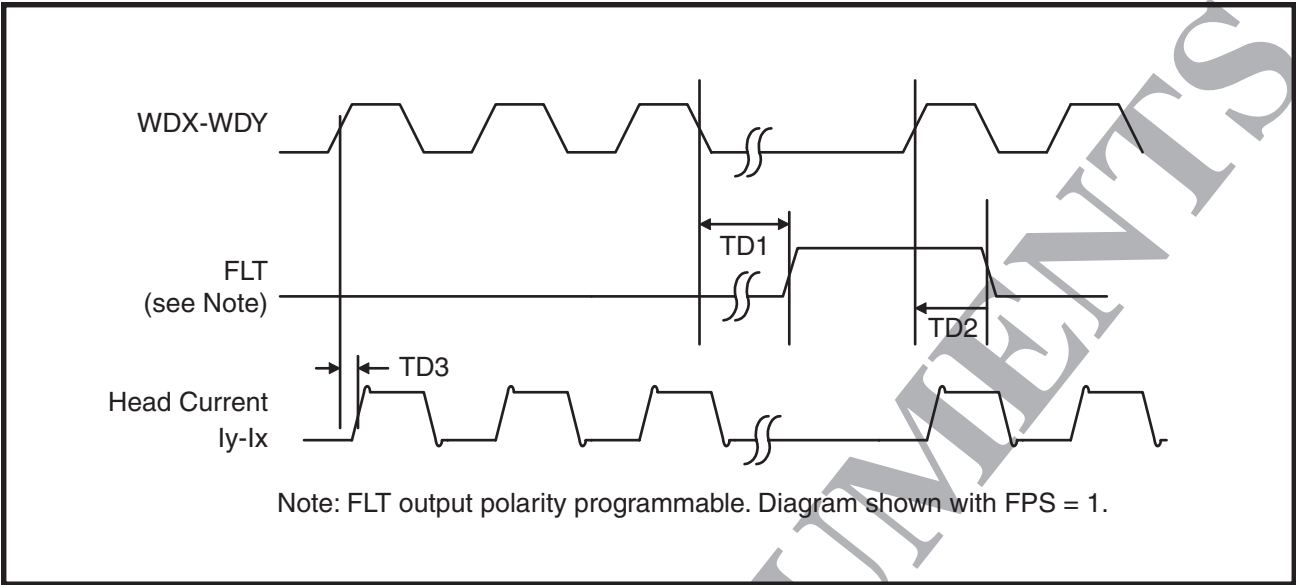 WDX-WDY
TD1
FLT
(see Note)
TD2
TD3
Head Current
Iy-Ix
Note: FLT output polarity programmable. Diagram shown with FPS = 1.
UMENTS